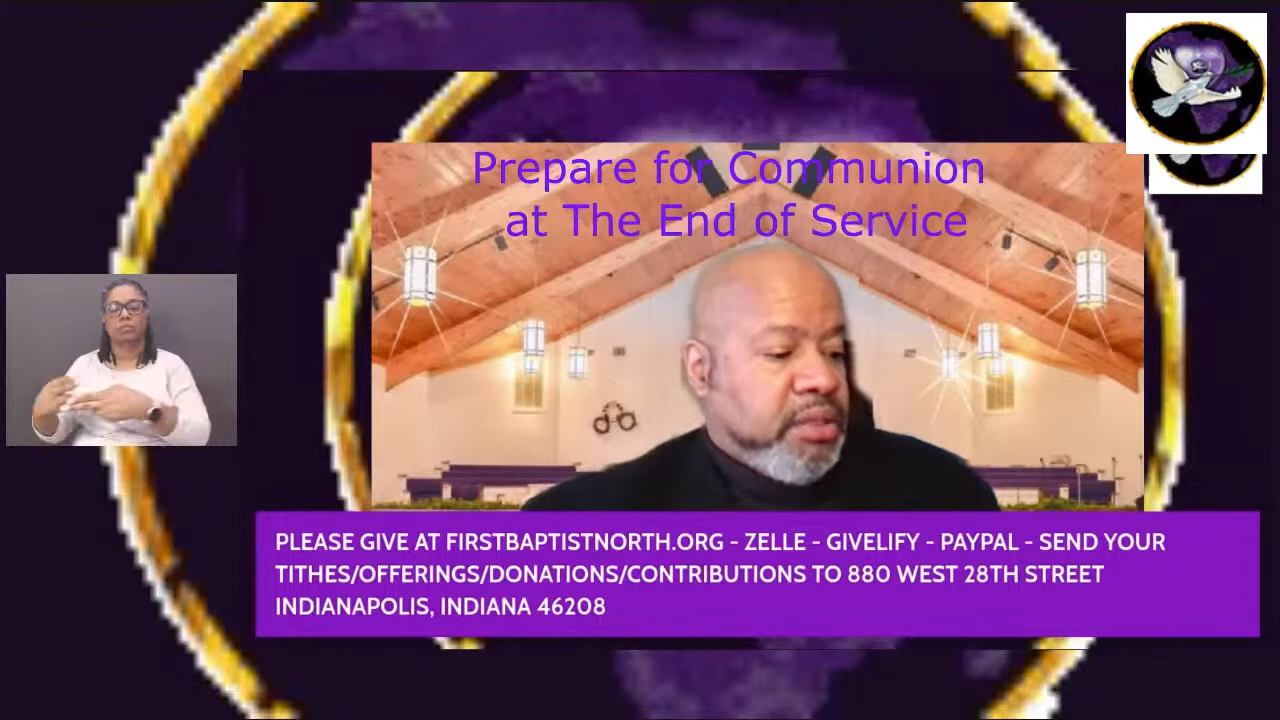 Prepare for Communion
at The End of Service
PLEASE GIVE AT FIRSTBAPTISTNORTH.ORG - ZELLE - GIVELIFY - PAYPAL - SEND YOUR
TITHES/OFFERINGS/DONATIONS/CONTRIBUTIONS TO 880 WEST 28TH STREET
INDIANAPOLIS, INDIANA 46208